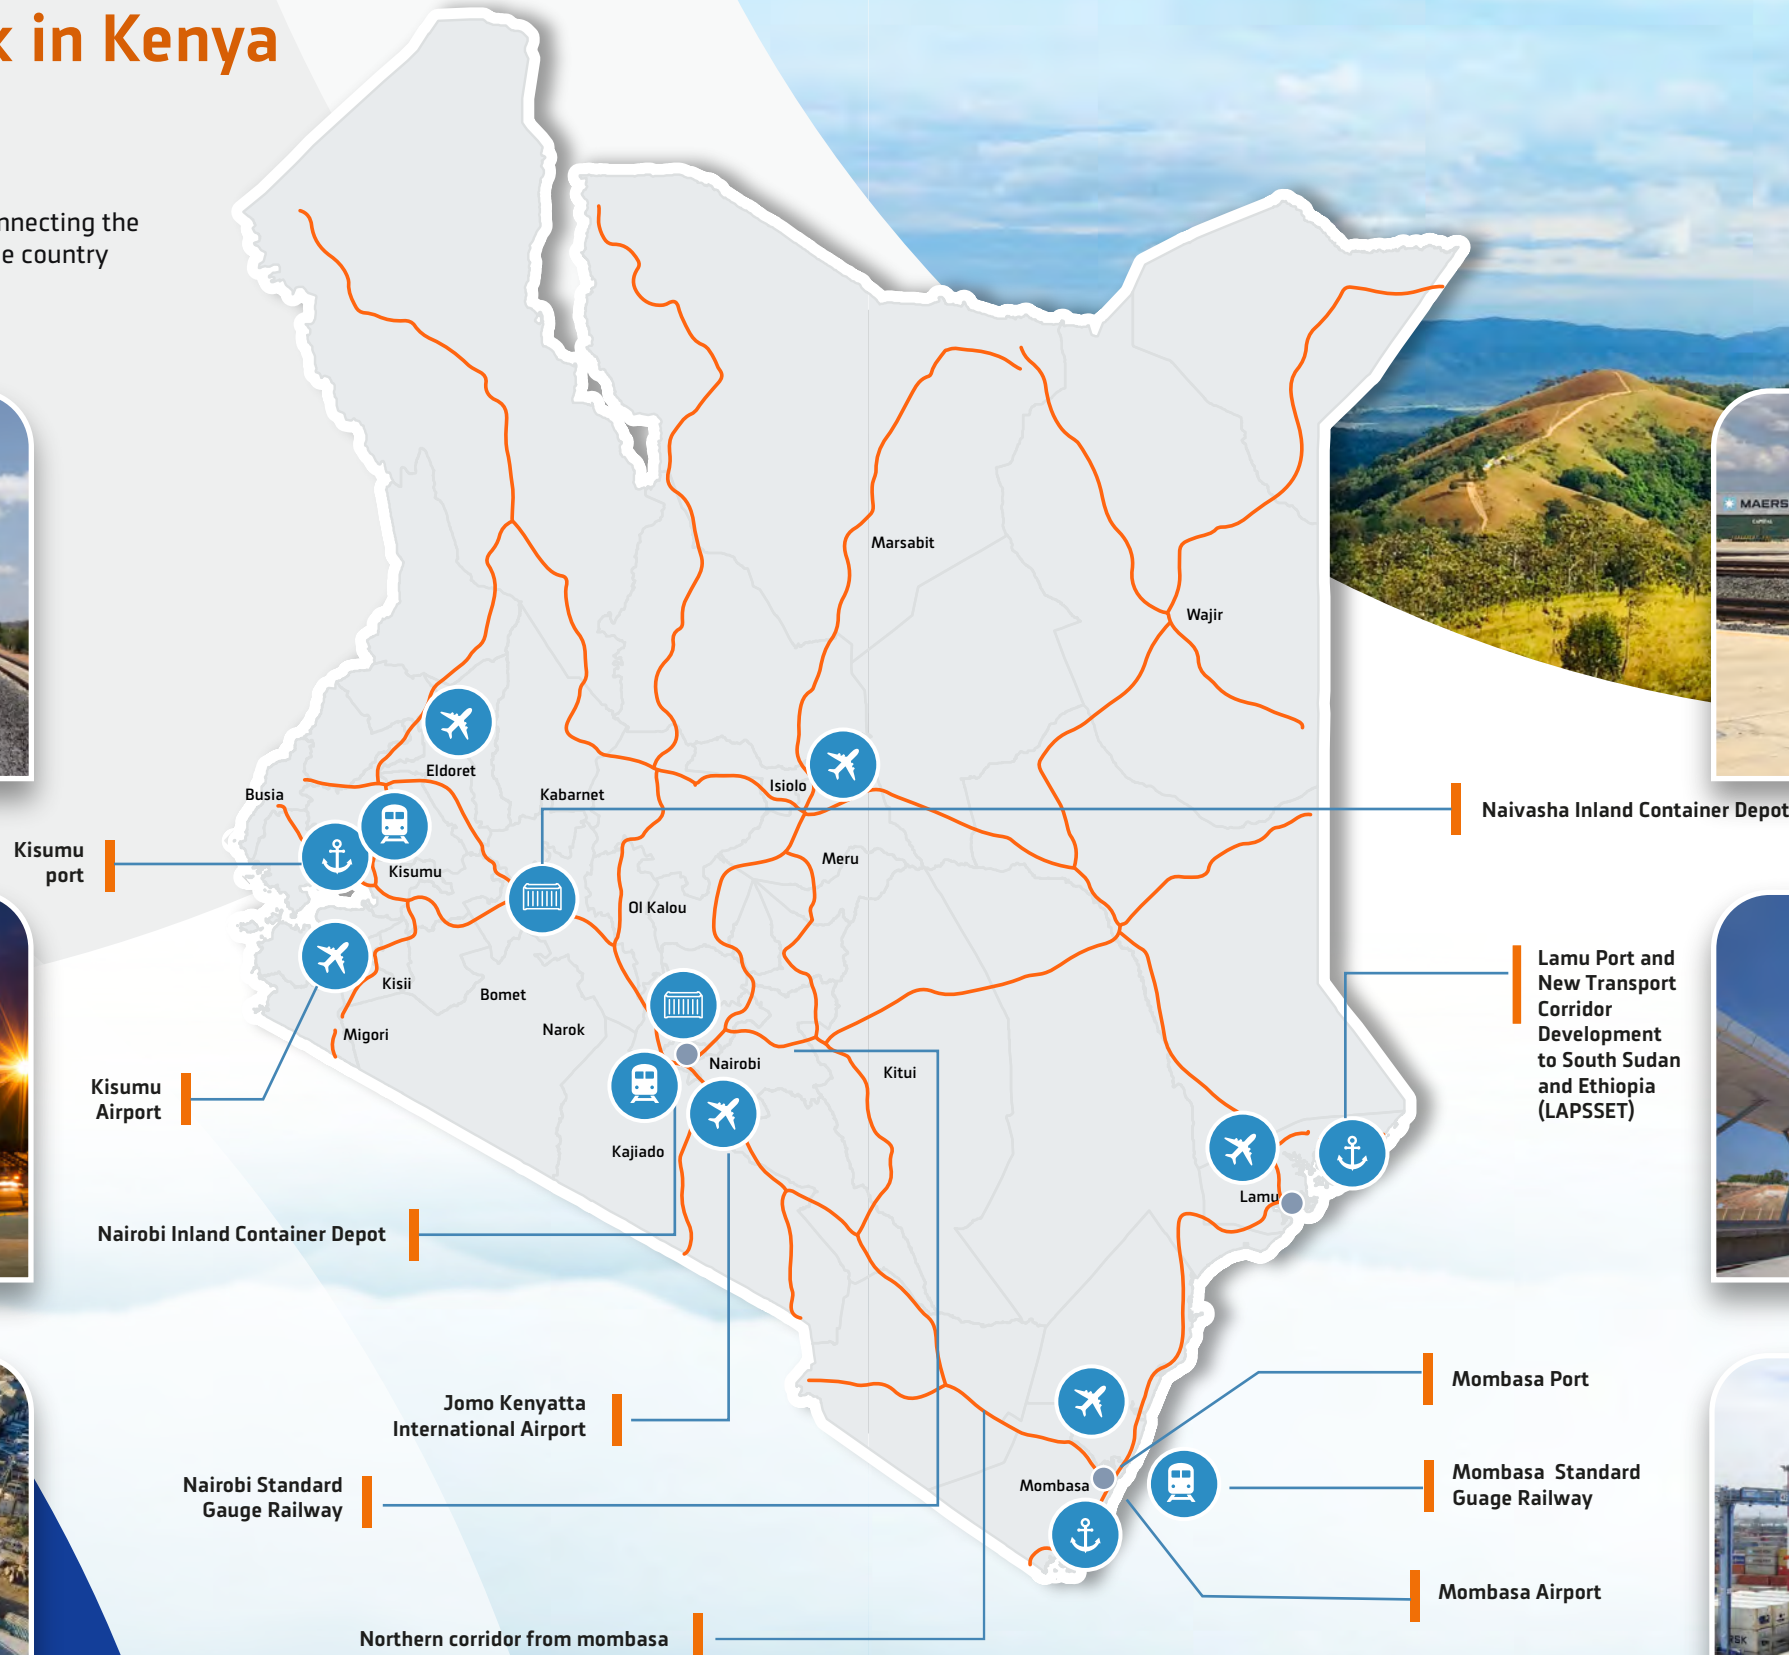 k in Kenya
nnecting the
e country
MAERS
Marsabit
Wajir
Eldoret
Isiolo
Busia
Kabarnet
Naivasha Inland Container Depot
Kisumu
port
Kisumu
Meru
Ol Kalou
Lamu Port and
New Transport
Corridor
Development
to South Sudan
and Ethiopia
(LAPSSET)
Kisii
Bomet
Narok
Migori
Nairobi
Kitui
Kisumu
Airport
Kajiado
Lamu
Nairobi Inland Container Depot
Jomo Kenyatta
International Airport
Mombasa Port
Nairobi Standard
Gauge Railway
Mombasa
Mombasa  Standard
Guage Railway
Mombasa Airport
Northern corridor from mombasa